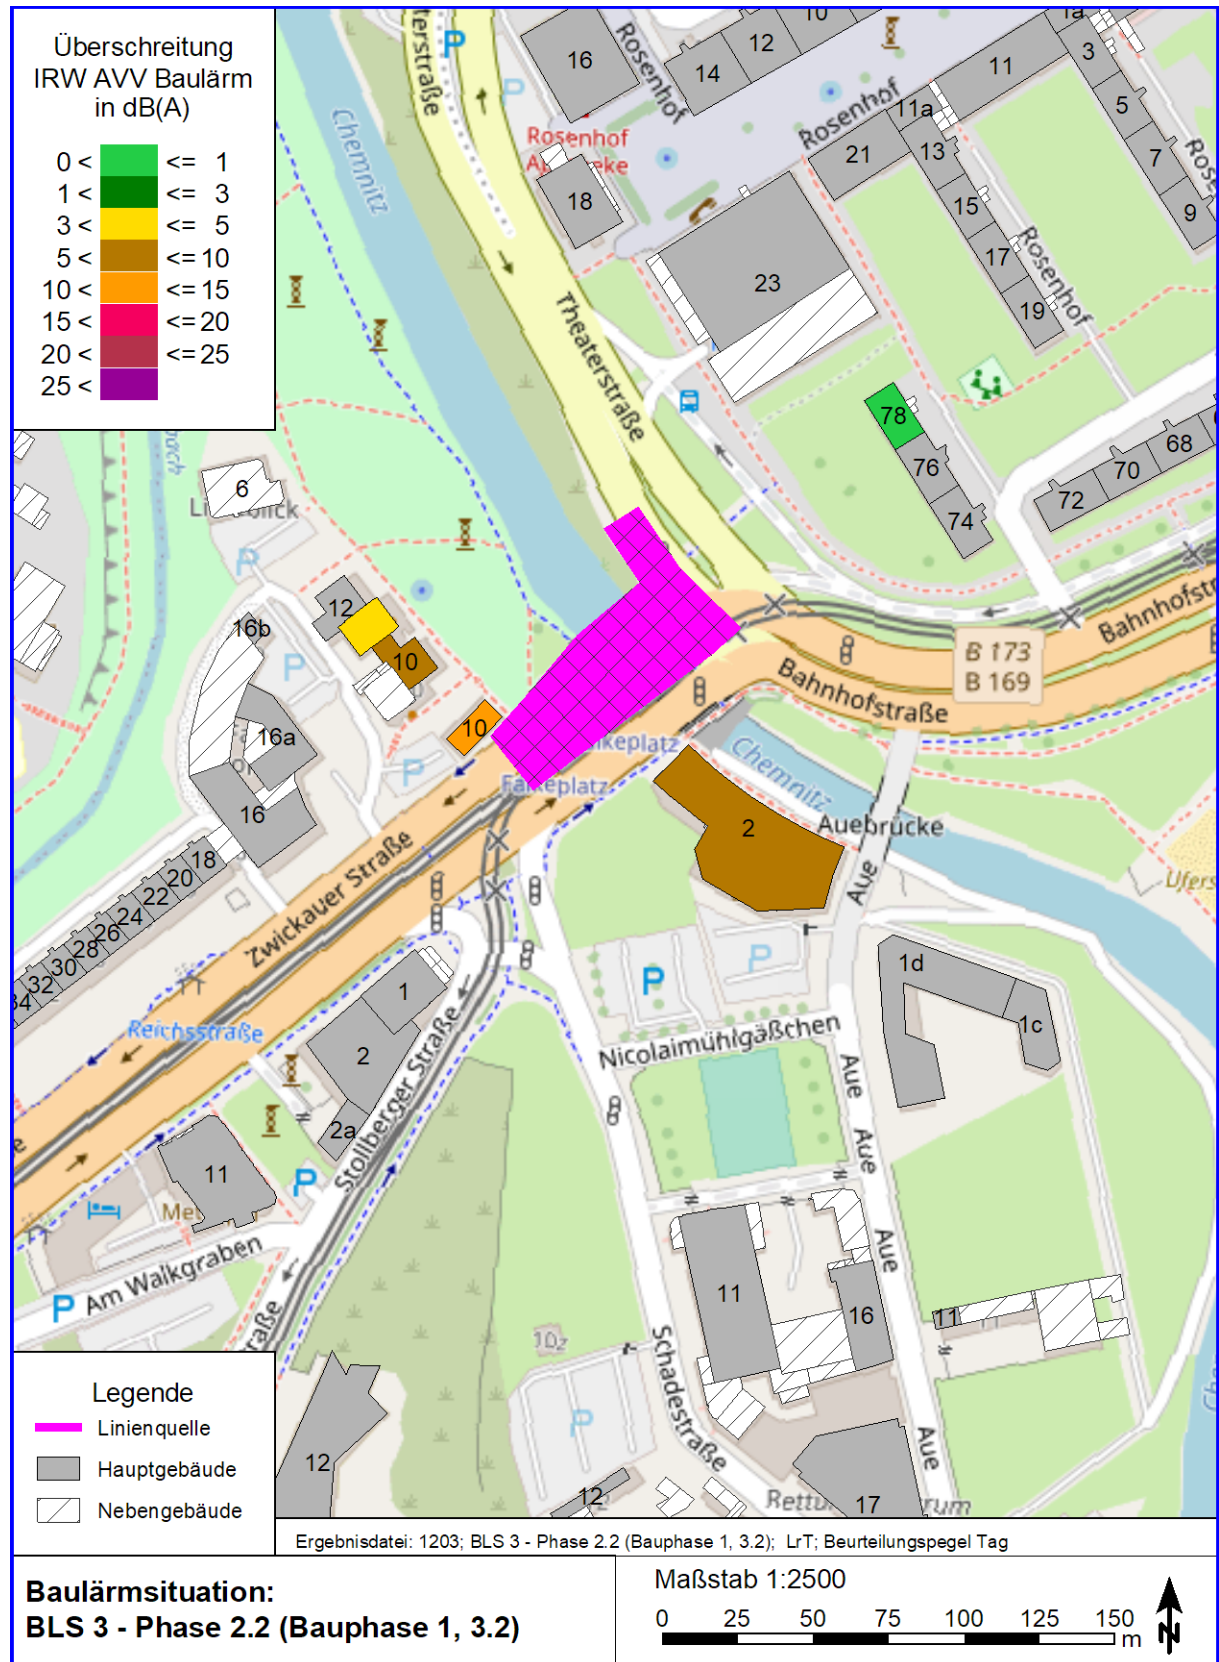 Überschreitung
IRW AVV Baulärm
in dB(A)
0 < <= 1
1 < <= 3
3 < <= 5
5 < <= 10
10 < <= 15
15 < <= 20
20 < <= 25
25 <
Chemnitz
Theaterstraße
Rosenhof
Rosenhof
Rosenhof
16
14
12
10
11
1a
3
5
7
9
11a
13
15
17
19
21
23
18
P
P
78
76
74
72
70
68
6
P
12
10
10
16b
16a
16
P
P
B 173
B 169
Bahnhofstraße
Falkeplatz
Chemnitz
Auebrücke
Aue
2
18
20
22
24
26
28
30
32
34
Zwickauer Straße
Reichsstraße
1
2
2a
Stollberger Straße
11
P
P
Am Walkgraben
P
P
1d
1c
Nicolaimühlgäßchen
Aue
Aue
Aue
Aue
11
16
11
10z
P
Schadestraße
12
12
17
Legende
Linienquelle
Hauptgebäude
Nebengebäude
Ergebnisdatei: 1203; BLS 3 - Phase 2.2 (Bauphase 1, 3.2); LrT; Beurteilungspegel Tag
Baulärmsituation:
BLS 3 - Phase 2.2 (Bauphase 1, 3.2)
Maßstab 1:2500
0 25 50 75 100 125 150
m
N